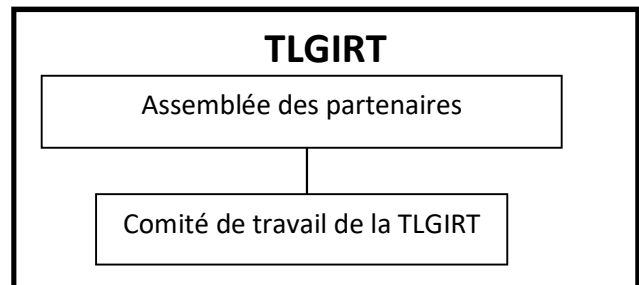 TLGIRT
Assemblée des partenaires
Comité de travail de la TLGIRT